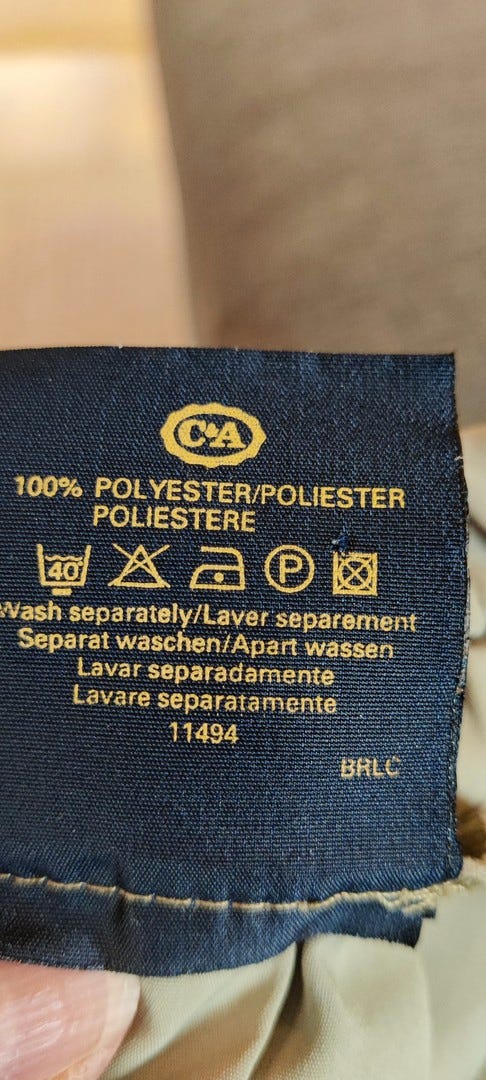 C&A
100% POLYESTER/POLIESTER
POLIESTERE
40 P
Wash separately/Laver separement
Separat waschen/Apart wassen
Lavar separadamente
Lavare separatamente
11494
BRLC